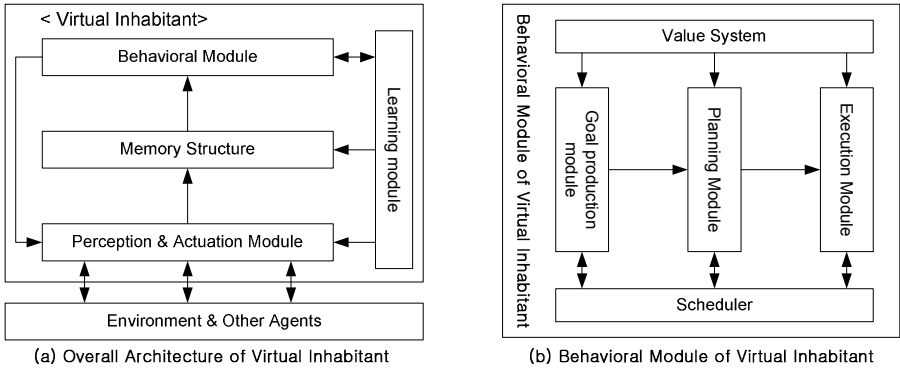 < Virtual Inhabitant>
Behavioral Module
Memory Structure
Perception & Actuation Module
Learning module
Environment & Other Agents
(a) Overall Architecture of Virtual Inhabitant
Behavioral Module of Virtual Inhabitant
Value System
Goal production
module
Planning Module
Execution Module
Scheduler
(b) Behavioral Module of Virtual Inhabitant